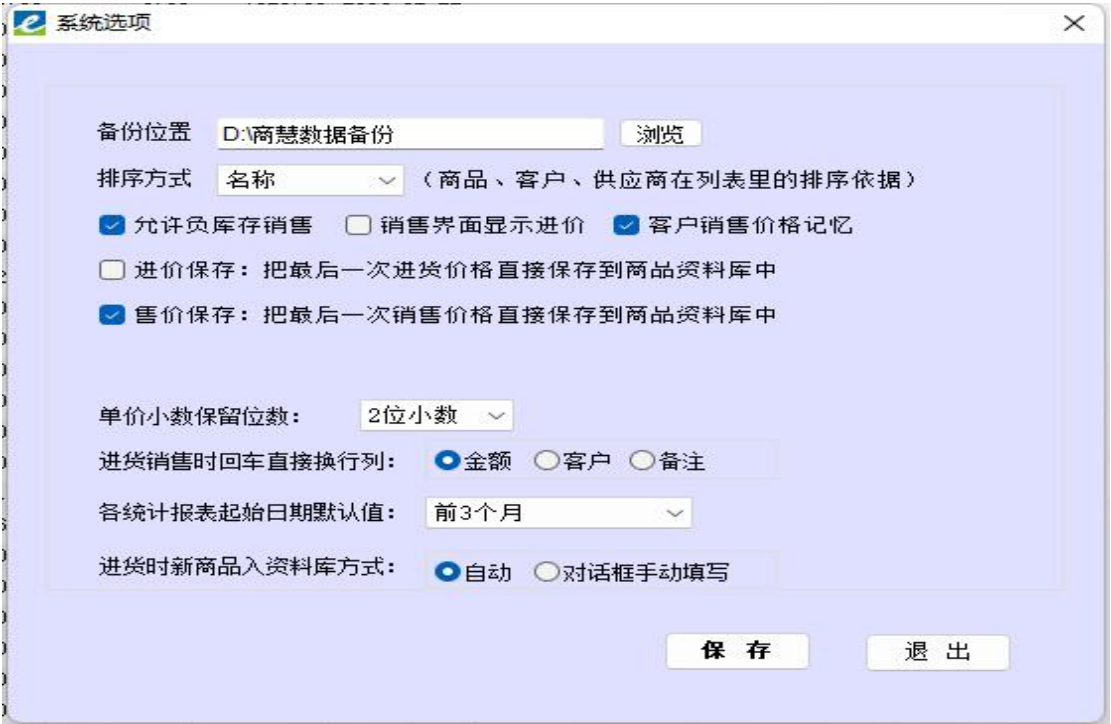 系统选项
备份位置 D:\商慧数据备份 浏览
排序方式 名称 （商品、客户、供应商在列表里的排序依据）
允许负库存销售 销售界面显示进价 客户销售价格记忆
进价保存：把最后一次进货价格直接保存到商品资料库中
售价保存：把最后一次销售价格直接保存到商品资料库中
单价小数保留位数： 2位小数
进货销售时回车直接换行列： 金额 客户 备注
各统计报表起始日期默认值： 前3个月
进货时新商品入资料库方式： 自动 对话框手动填写
保 存 退 出